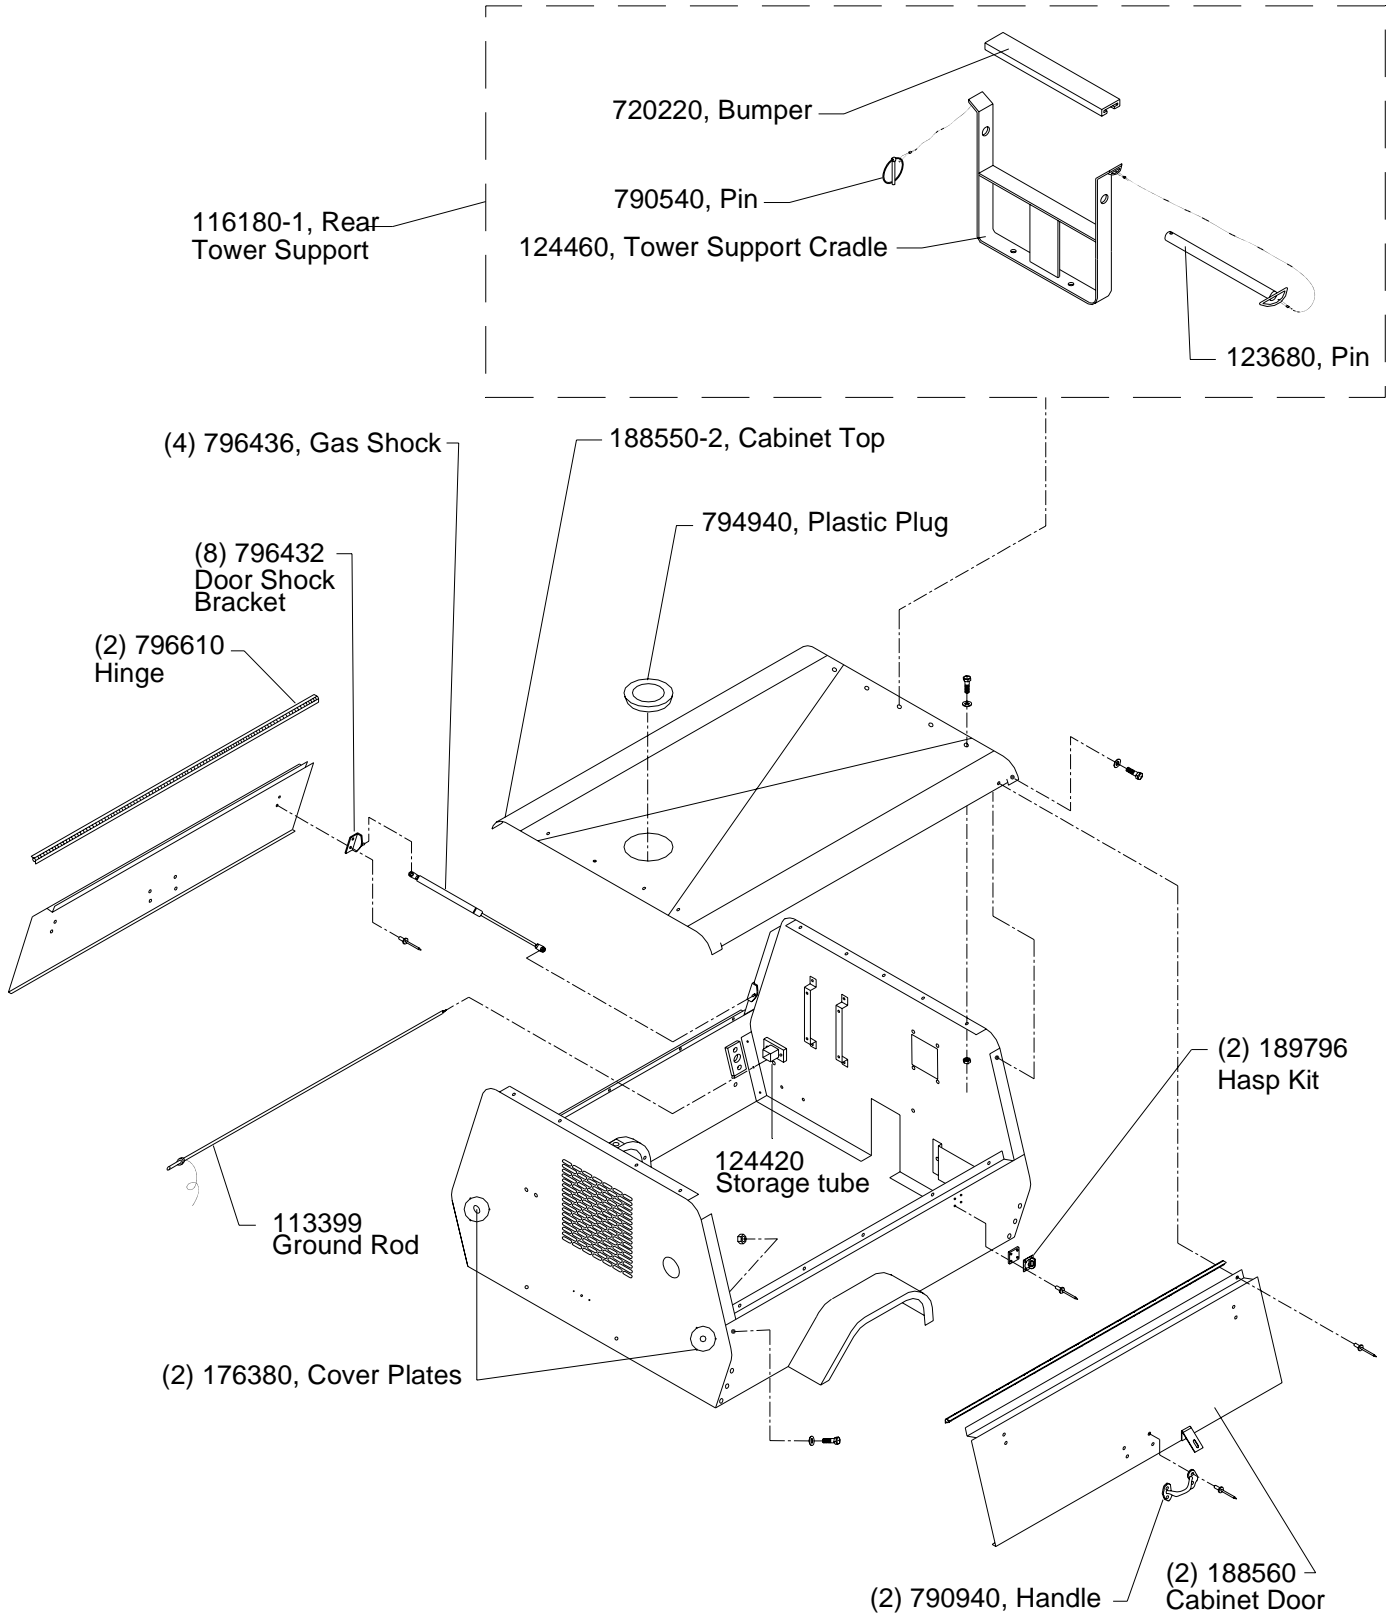 720220, Bumper
790540, Pin
116180-1, Rear
Tower Support
124460, Tower Support Cradle
123680, Pin
(4) 796436, Gas Shock
188550-2, Cabinet Top
794940, Plastic Plug
(8) 796432
Door Shock
Bracket
(2) 796610
Hinge
(2) 189796
Hasp Kit
124420
Storage tube
113399
Ground Rod
(2) 176380, Cover Plates
(2) 188560
Cabinet Door
(2) 790940, Handle